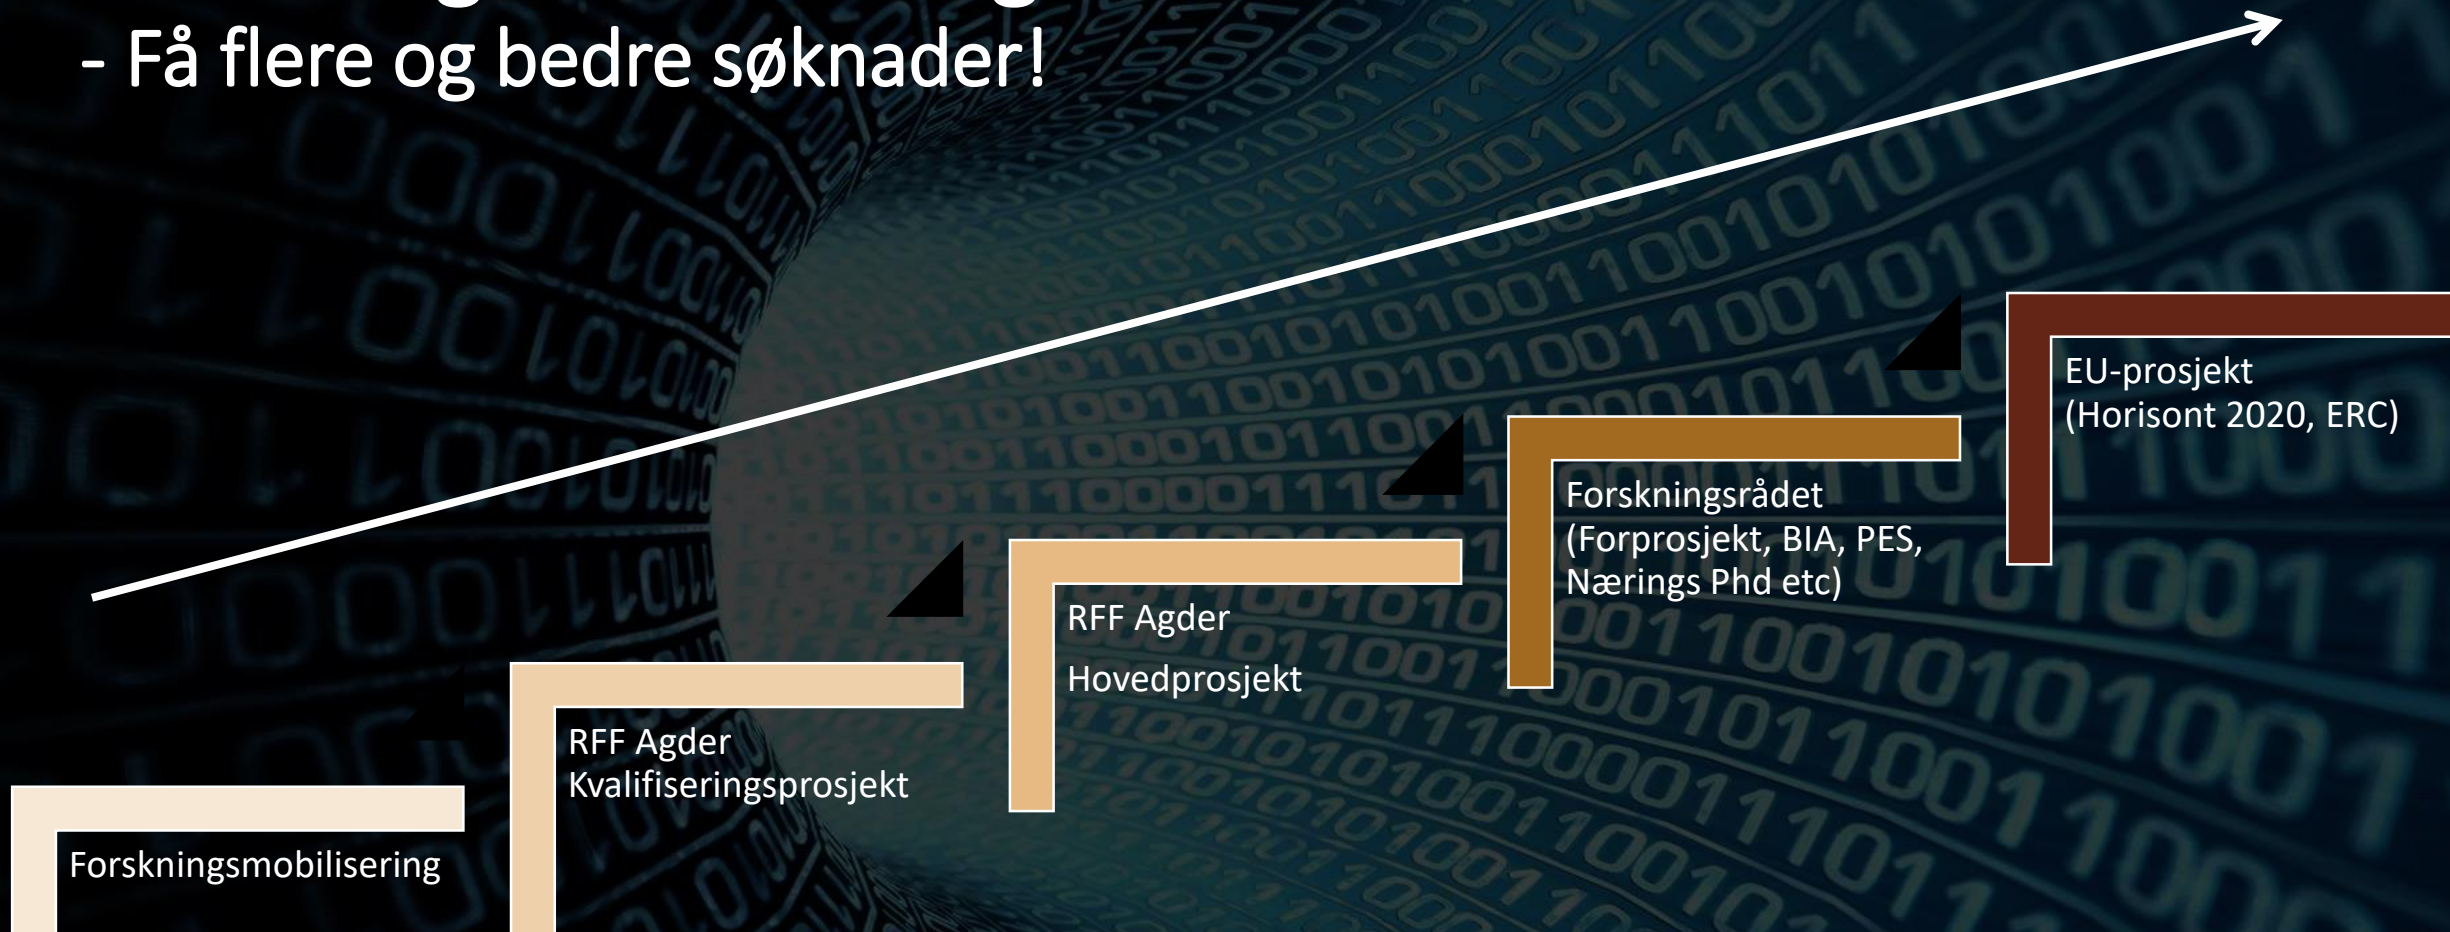 - Få flere og bedre søknader!
EU-prosjekt
(Horisont 2020, ERC)
Forskningsrådet
(Forprosjekt, BIA, PES,
Nærings Phd etc)
RFF Agder
Hovedprosjekt
RFF Agder
Kvalifiseringsprosjekt
Forskningsmobilisering